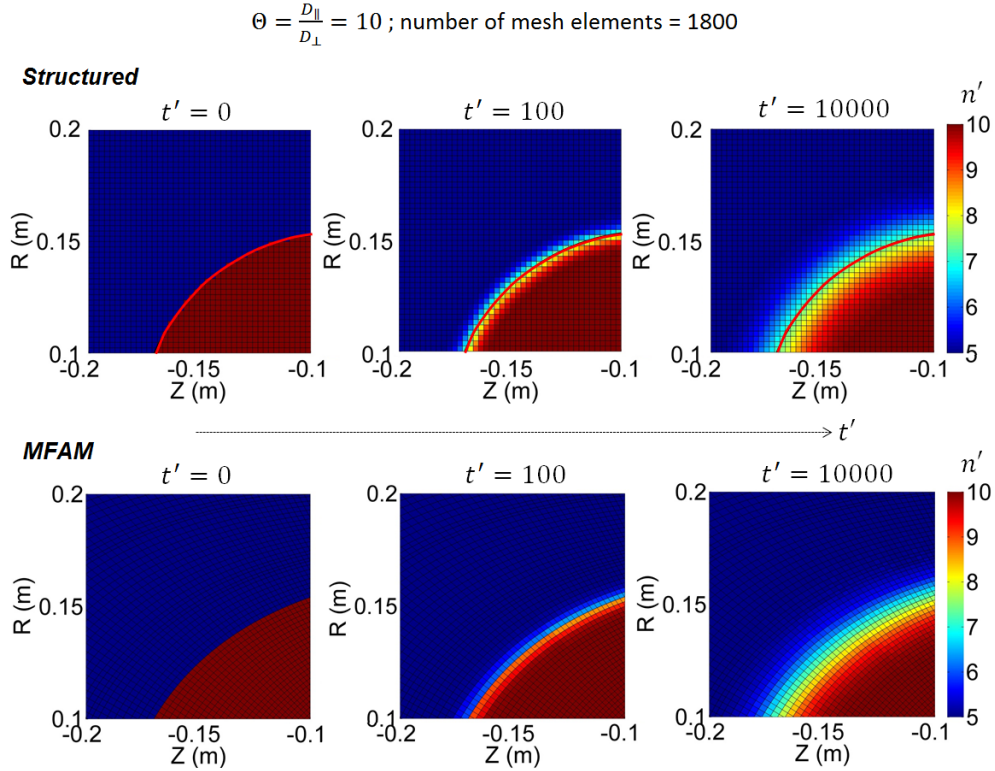 Θ = D∥/D⊥ = 10 ; number of mesh elements = 1800
Structured
t′ = 0
t′ = 100
t′ = 10000
n′
0.2
0.15
0.1
R (m)
-0.2
-0.15
-0.1
Z (m)
0.2
0.15
0.1
R (m)
-0.2
-0.15
-0.1
Z (m)
0.2
0.15
0.1
R (m)
-0.2
-0.15
-0.1
Z (m)
10
9
8
7
6
5
t′
MFAM
t′ = 0
t′ = 100
t′ = 10000
n′
0.2
0.15
0.1
R (m)
-0.2
-0.15
-0.1
Z (m)
0.2
0.15
0.1
R (m)
-0.2
-0.15
-0.1
Z (m)
0.2
0.15
0.1
R (m)
-0.2
-0.15
-0.1
Z (m)
10
9
8
7
6
5